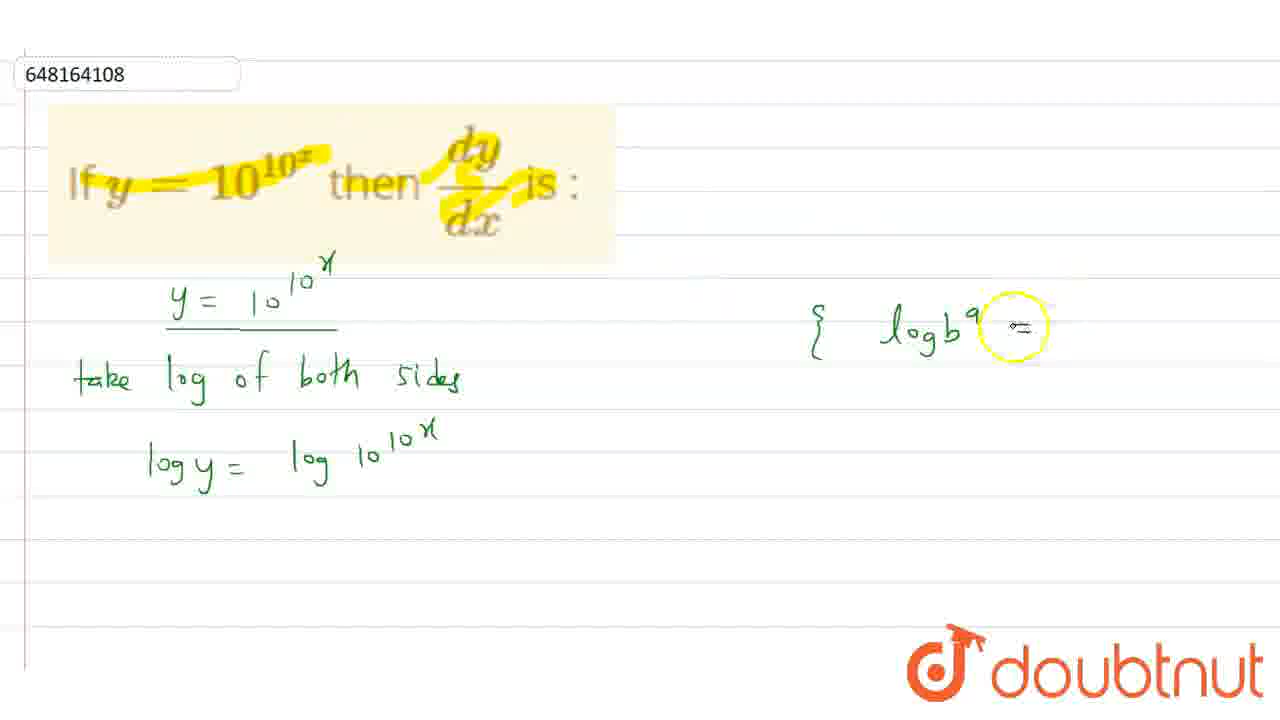 648164108
If y = 10^{10^x} then dy/dx is :
y = 10^{10^x}
take log of both sides
{ log b^a =
log y = log 10^{10^x}
doubtnut